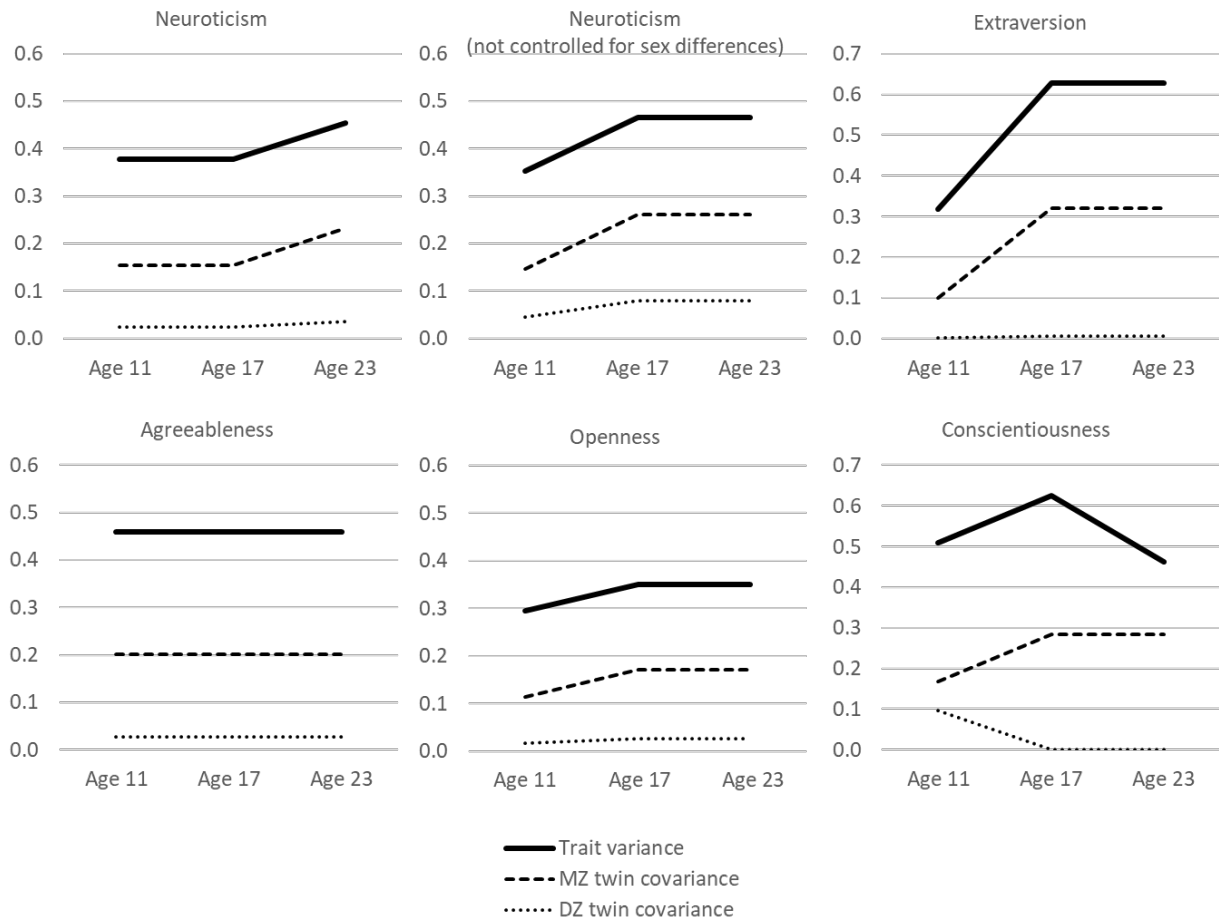 Neuroticism
0.6
0.5
0.4
0.3
0.2
0.1
0.0
Age 11 Age 17 Age 23
Neuroticism
(not controlled for sex differences)
0.6
0.5
0.4
0.3
0.2
0.1
0.0
Age 11 Age 17 Age 23
Extraversion
0.7
0.6
0.5
0.4
0.3
0.2
0.1
0.0
Age 11 Age 17 Age 23
Agreeableness
0.6
0.5
0.4
0.3
0.2
0.1
0.0
Age 11 Age 17 Age 23
Openness
0.6
0.5
0.4
0.3
0.2
0.1
0.0
Age 11 Age 17 Age 23
Conscientiousness
0.7
0.6
0.5
0.4
0.3
0.2
0.1
0.0
Age 11 Age 17 Age 23
Trait variance
MZ twin covariance
DZ twin covariance